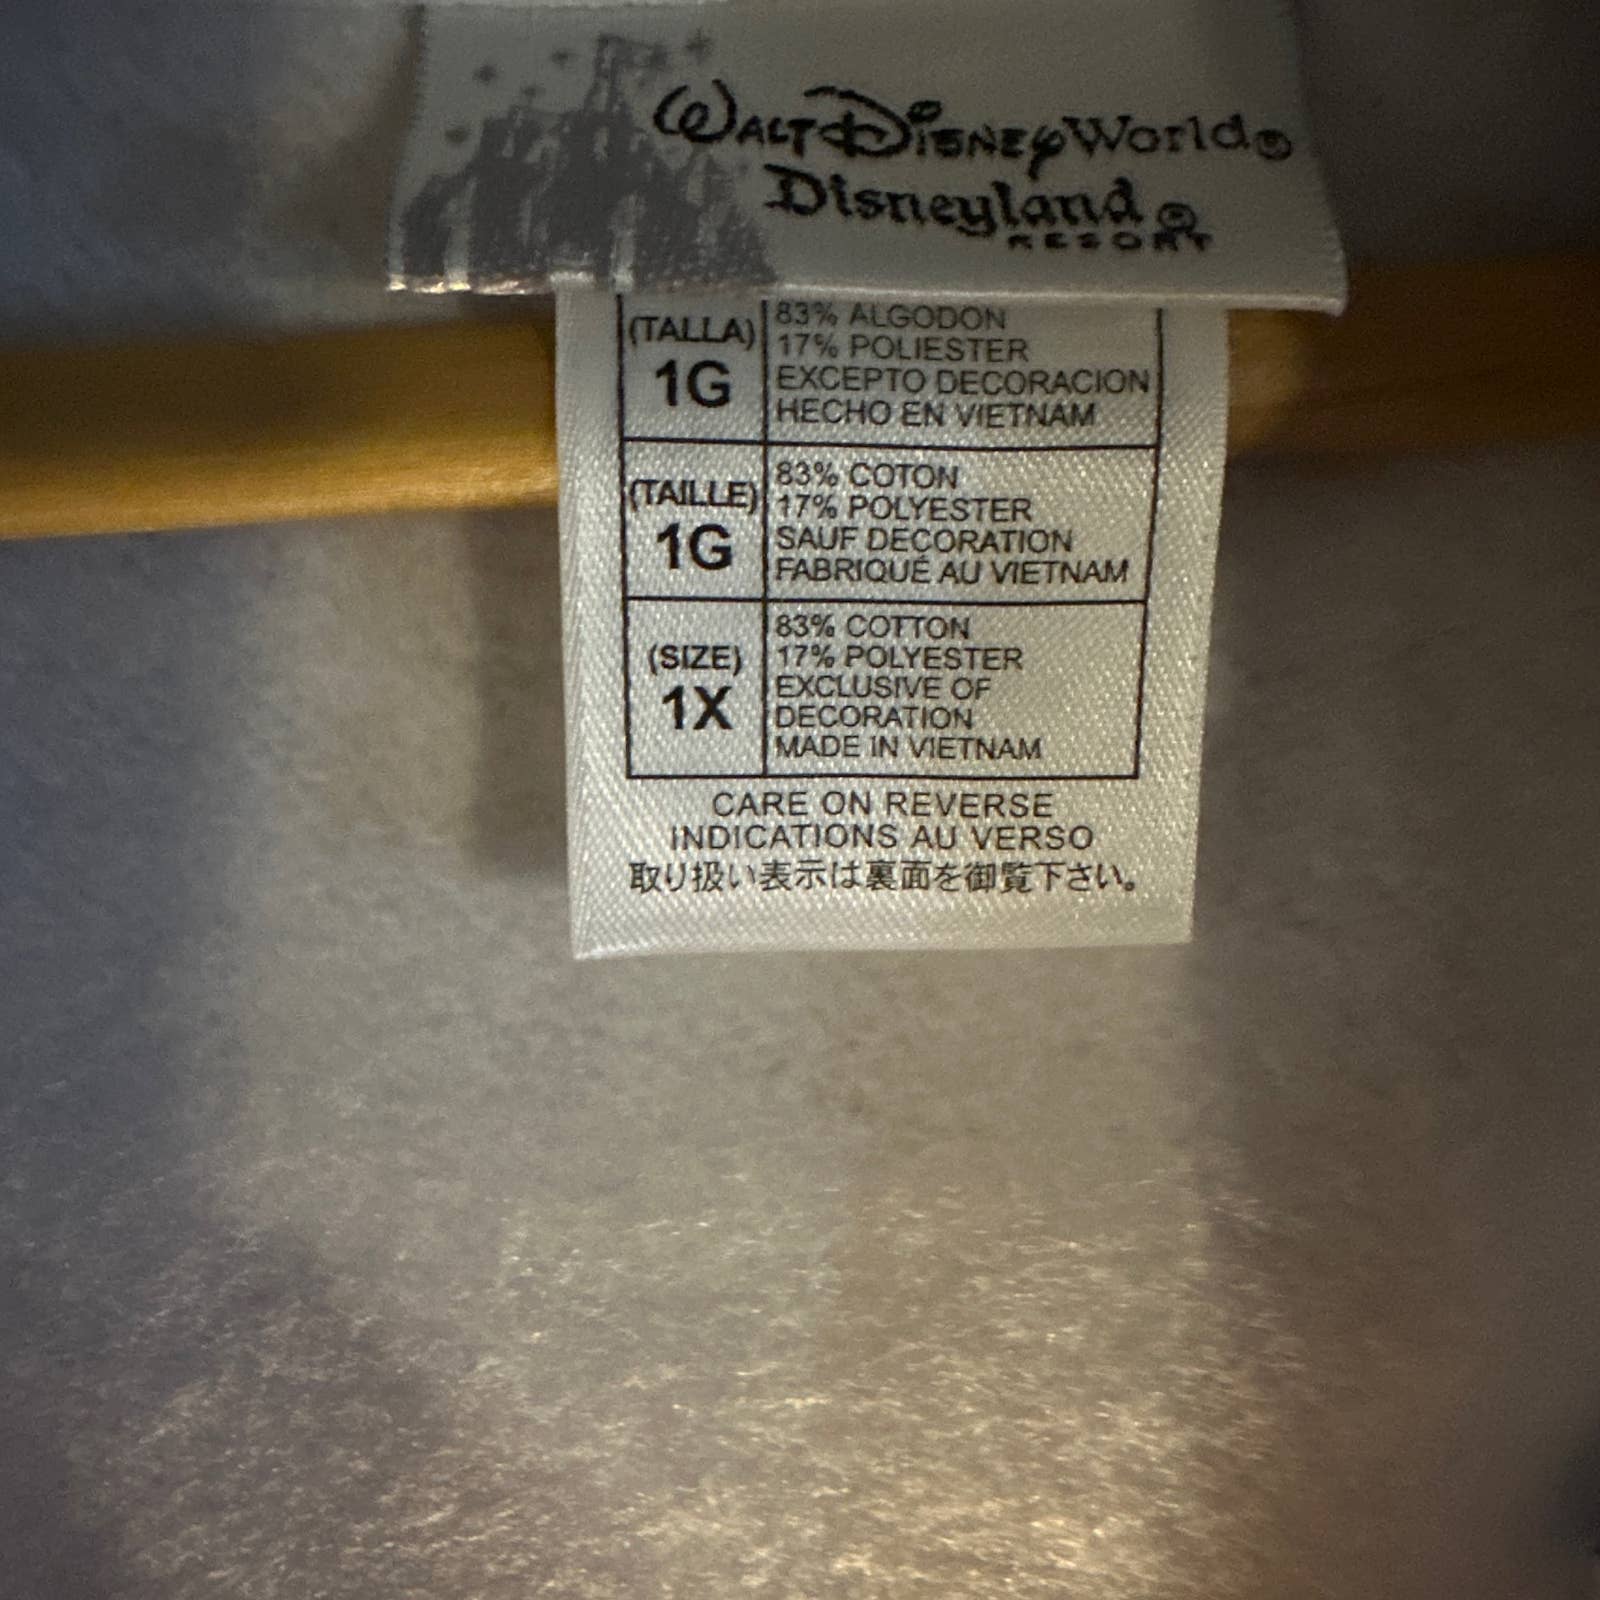 Walt Disney World®
Disneyland®
RESORT
(TALLA)
1G
83% ALGODON
17% POLIESTER
EXCEPTO DECORACION
HECHO EN VIETNAM
(TAILLE)
1G
83% COTON
17% POLYESTER
SAUF DECORATION
FABRIQUÉ AU VIETNAM
(SIZE)
1X
83% COTTON
17% POLYESTER
EXCLUSIVE OF
DECORATION
MADE IN VIETNAM
CARE ON REVERSE
INDICATIONS AU VERSO
取り扱い表示は裏面を御覧下さい。